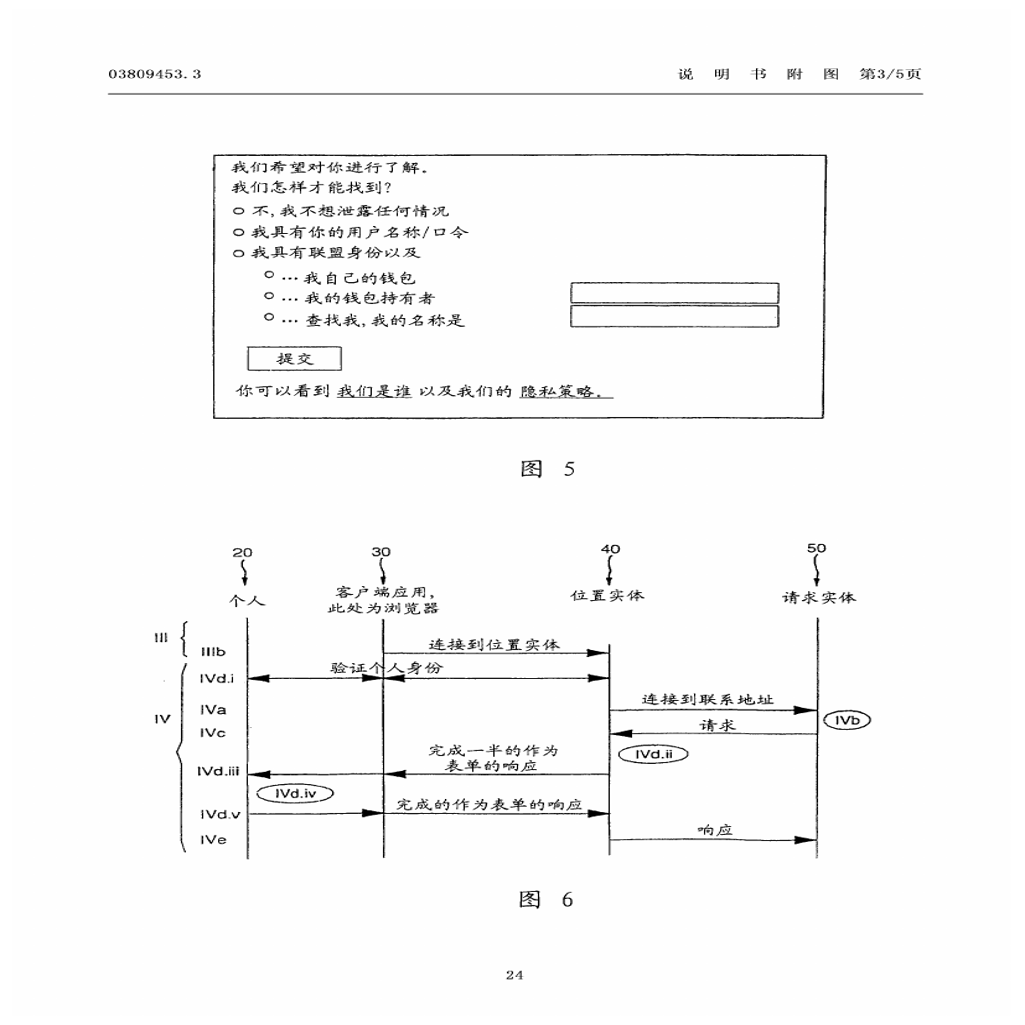 03809453.3 说 明 书 附 图 第3/5页
我们希望对你进行了解。
我们怎样才能找到?
不,我不想泄露任何情况
我具有你的用户名称/口令
我具有联盟身份以及
... 我自己的钱包
... 我的钱包持有者
... 查找我,我的名称是
提交
你可以看到 我们是谁 以及我们的 隐私策略。
图 5
20 30 40 50
个人
客户端应用,
此处为浏览器
位置实体
请求实体
III
IIIb
连接到位置实体
验证个人身份
IVd.i
IV
IVa
连接到联系地址
IVb
IVc
请求
IVd.ii
完成一半的作为
表单的响应
IVd.iii
IVd.iv
IVd.v
完成的作为表单的响应
IVe
响应
图 6
24